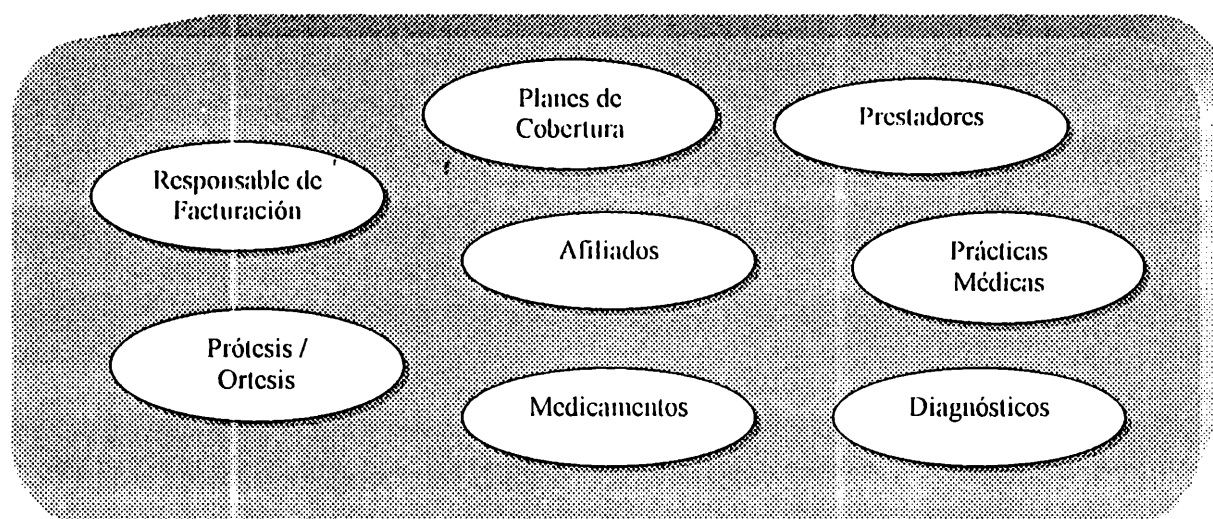 Planes de
Cobertura
Prestadores
Responsable de
Facturación
Afiliados
Prácticas
Médicas
Prótesis /
Ortesis
Medicamentos
Diagnósticos